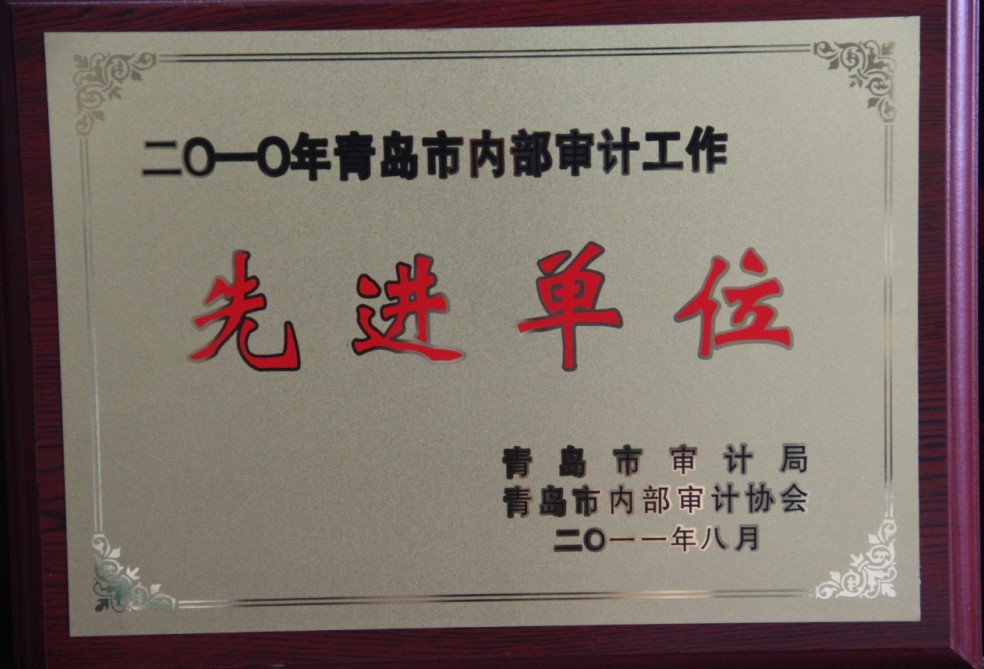 二〇一〇年青岛市内部审计工作
先进单位
青岛市审计局
青岛市内部审计协会
二〇一一年八月